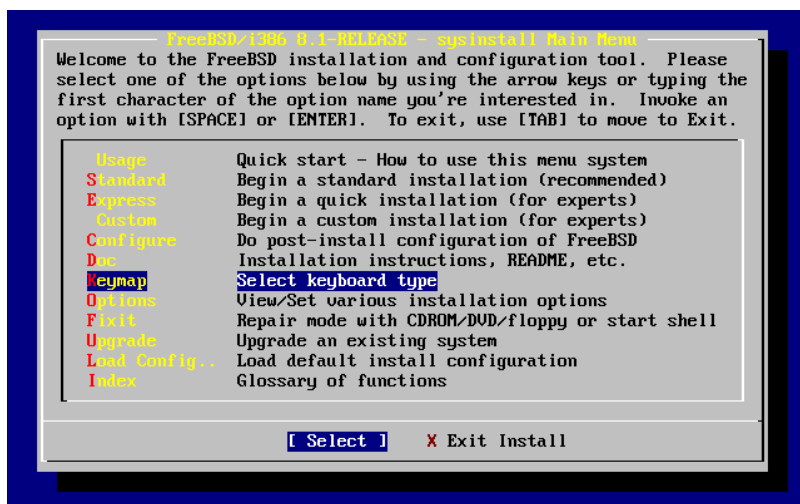 FreeBSD/i386 8.1-RELEASE - sysinstall Main Menu
Welcome to the FreeBSD installation and configuration tool.  Please
select one of the options below by using the arrow keys or typing the
first character of the option name you're interested in.  Invoke an
option with [SPACE] or [ENTER].  To exit, use [TAB] to move to Exit.
Usage Quick start - How to use this menu system
Standard Begin a standard installation (recommended)
Express Begin a quick installation (for experts)
Custom Begin a custom installation (for experts)
Configure Do post-install configuration of FreeBSD
Doc Installation instructions, README, etc.
Keymap Select keyboard type
Options View/Set various installation options
Fixit Repair mode with CDROM/DVD/floppy or start shell
Upgrade Upgrade an existing system
Load Config.. Load default install configuration
Index Glossary of functions
[ Select ] X Exit Install